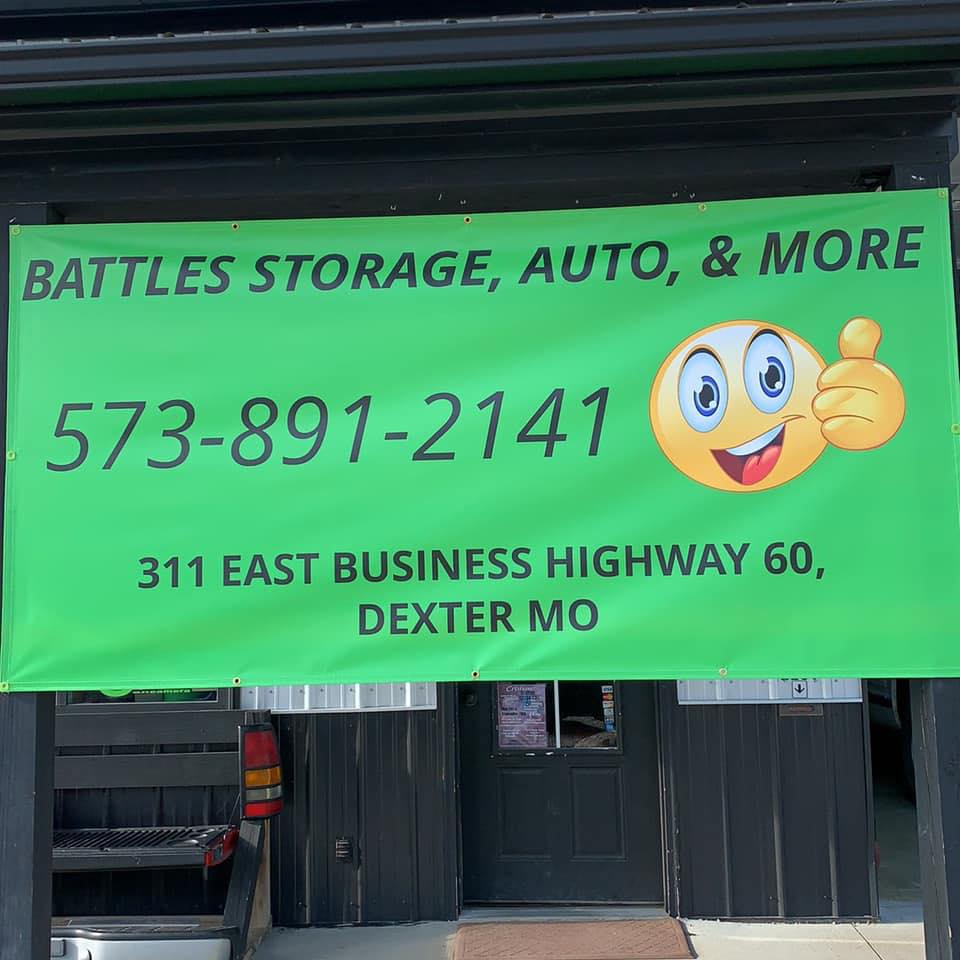 BATTLES STORAGE, AUTO, & MORE
573-891-2141
311 EAST BUSINESS HIGHWAY 60,
DEXTER MO